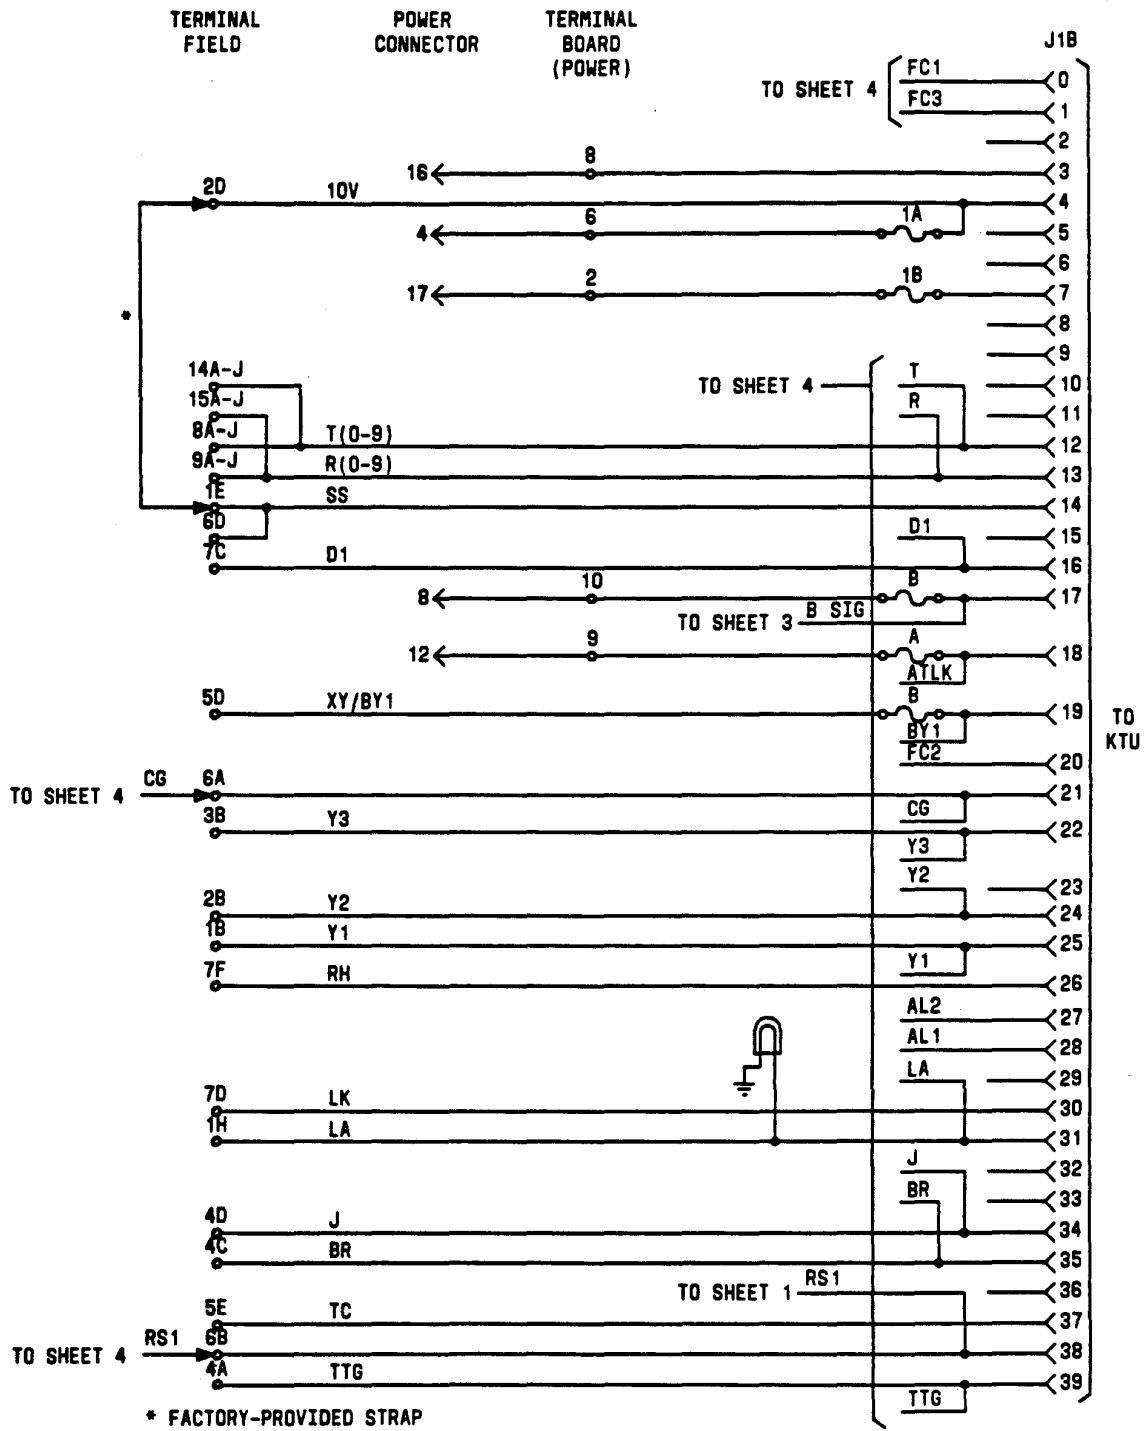 TERMINAL FIELD
POWER CONNECTOR
TERMINAL BOARD (POWER)
J1B
TO SHEET 4
FC1
0
FC3
1
2
16
8
3
2D
10V
4
4
6
1A
5
6
17
2
1B
7
*
8
9
14A-J
TO SHEET 4
T
10
15A-J
R
11
8A-J
T(0-9)
12
9A-J
R(0-9)
13
1E
SS
14
6D
D1
15
7C
D1
16
8
10
B
17
TO SHEET 3
B SIG
12
9
A
18
ATLK
5D
XY/BY1
B
19
BY1
TO KTU
FC2
20
TO SHEET 4
CG
6A
21
CG
3B
Y3
22
Y3
Y2
23
2B
Y2
24
1B
Y1
25
Y1
7F
RH
26
AL2
27
AL1
28
LA
29
7D
LK
30
1H
LA
31
J
32
BR
33
4D
J
34
4C
BR
35
TO SHEET 1
RS1
36
5E
TC
37
TO SHEET 4
RS1
6B
38
4A
TTG
39
TTG
* FACTORY-PROVIDED STRAP